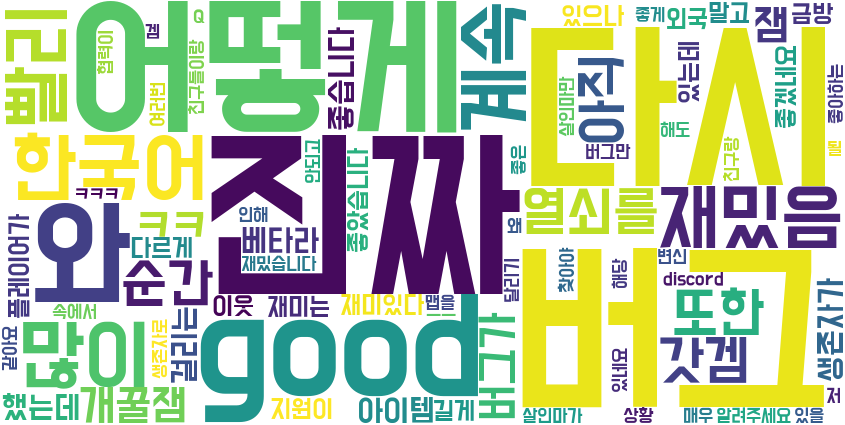 빨리
협력이
겜
Q
여러번
친구들이랑
어떻게
좋습니다
계속
있으나
좋게
외국
말고
잼
금방
살인마만
아직
있는데
좋겠네요
좋아하는
다시
해도
버그만
친구랑
한국어
진짜
안되고
좋았습니다
좋은
왜
열쇠를
재밌음
ㅋㅋㅋ
와
ㅋㅋ
인해
베타라
재밌습니다
다르게
순간
플레이어가
이웃
재미는
재미있다
맵을
달리기
버그
찾아야
해당
변신
discord
또한
갓겜
생존자가
속에서
같아요
많이
생존자로
걸리는
good
버그가
있네요
저
했는데
개꿀잼
지원이
아이템
길게
살인마가
상황
매우
알려주세요
있을